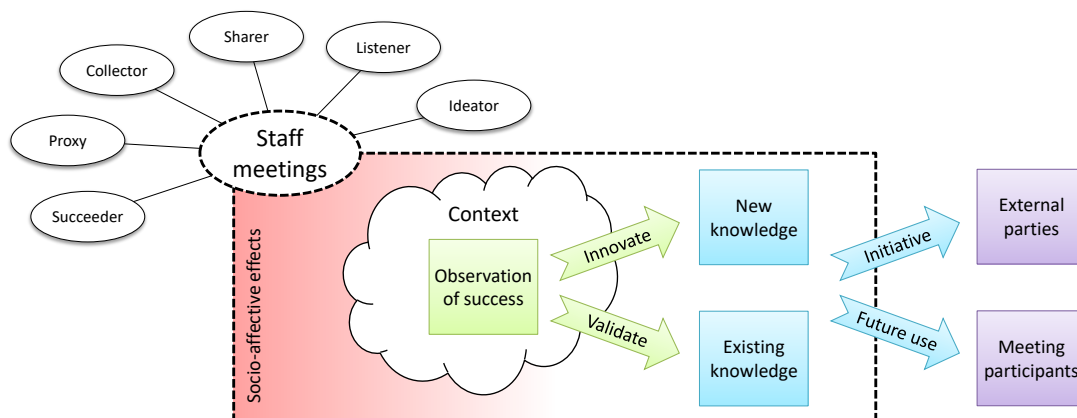 Sharer
Listener
Collector
Ideator
Proxy
Staff
meetings
Succeeder
Socio-affective effects
Context
Observation
of success
Innovate
Validate
New
knowledge
Existing
knowledge
Initiative
Future use
External
parties
Meeting
participants